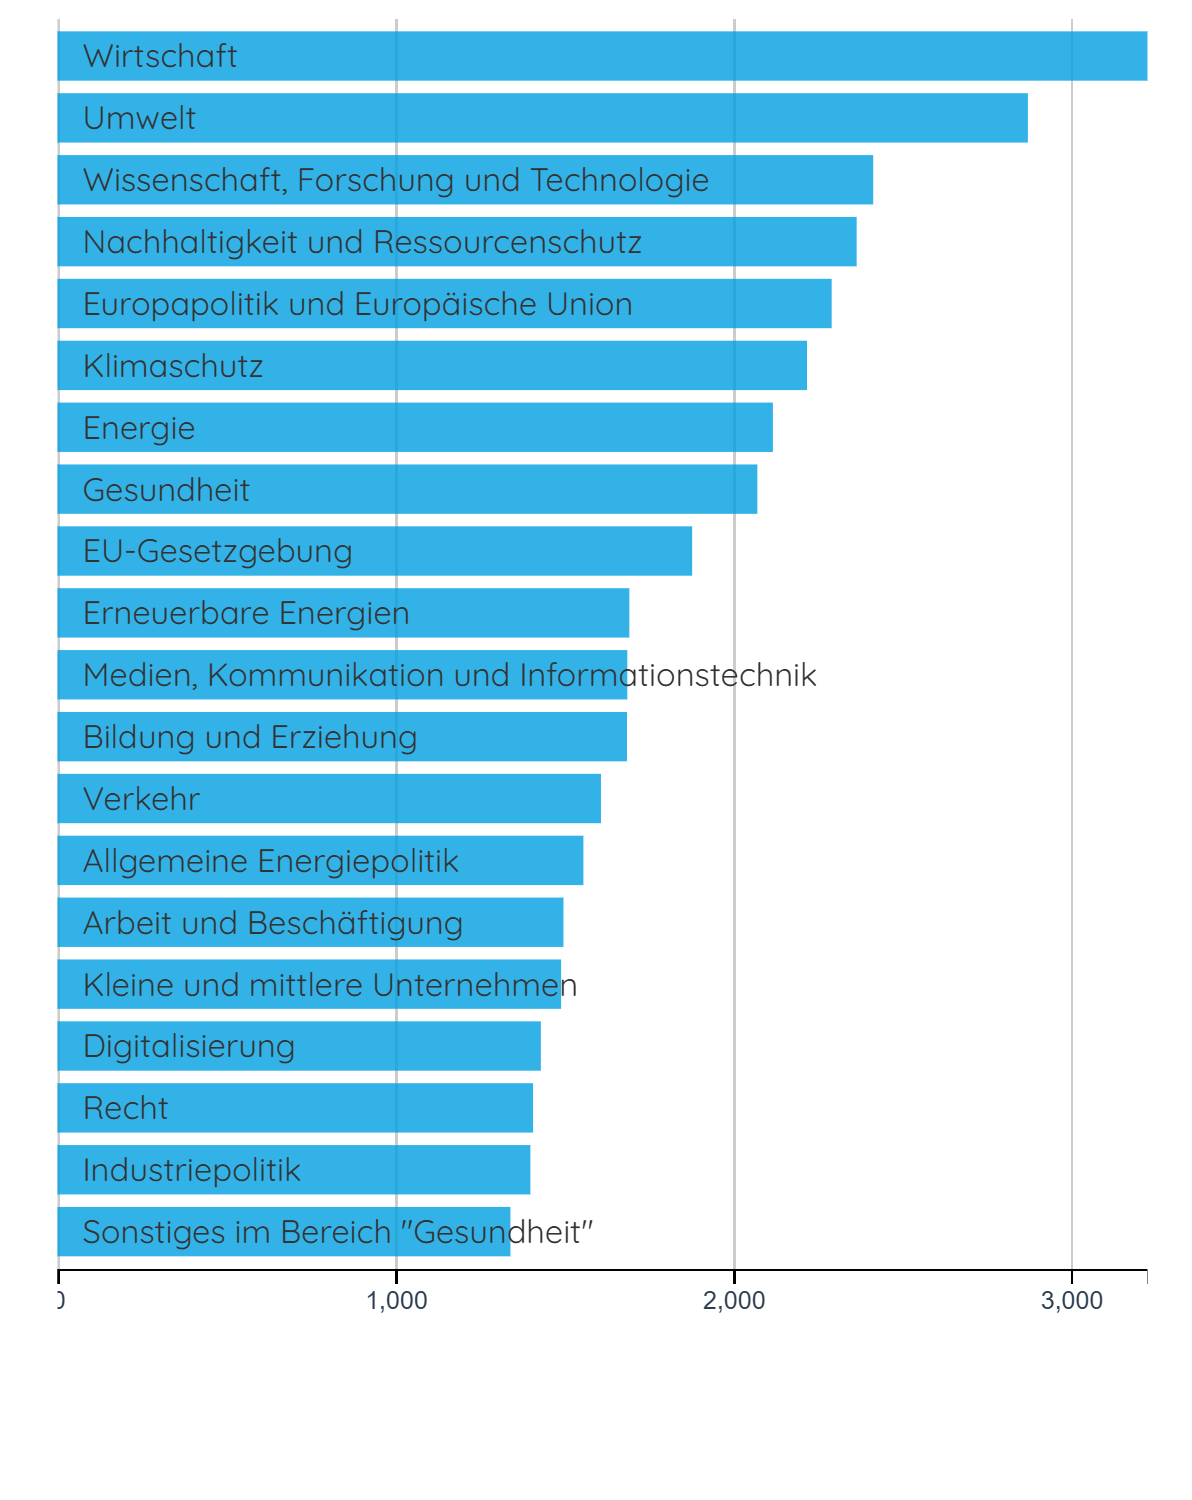 Wirtschaft
Umwelt
Wissenschaft, Forschung und Technologie
Nachhaltigkeit und Ressourcenschutz
Europapolitik und Europäische Union
Klimaschutz
Energie
Gesundheit
EU-Gesetzgebung
Erneuerbare Energien
Medien, Kommunikation und Informationstechnik
Bildung und Erziehung
Verkehr
Allgemeine Energiepolitik
Arbeit und Beschäftigung
Kleine und mittlere Unternehmen
Digitalisierung
Recht
Industriepolitik
Sonstiges im Bereich "Gesundheit"
0 1,000 2,000 3,000